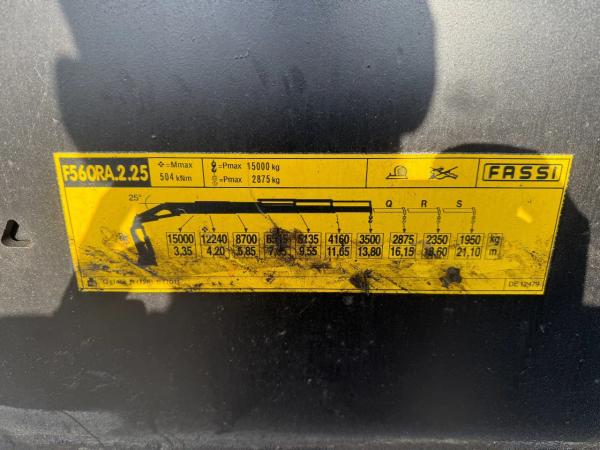 F560RA.2.25
=Mmax
504 kNm
=Pmax 15000 kg
=Pmax 2875 kg
FASSI
25°
Q R S
15000 12240 8700 5135 4160 3500 2875 2350 1950 kg
3,35 4,20 5,85 9,55 11,65 13,80 16,15 21,10 m
DE 12479